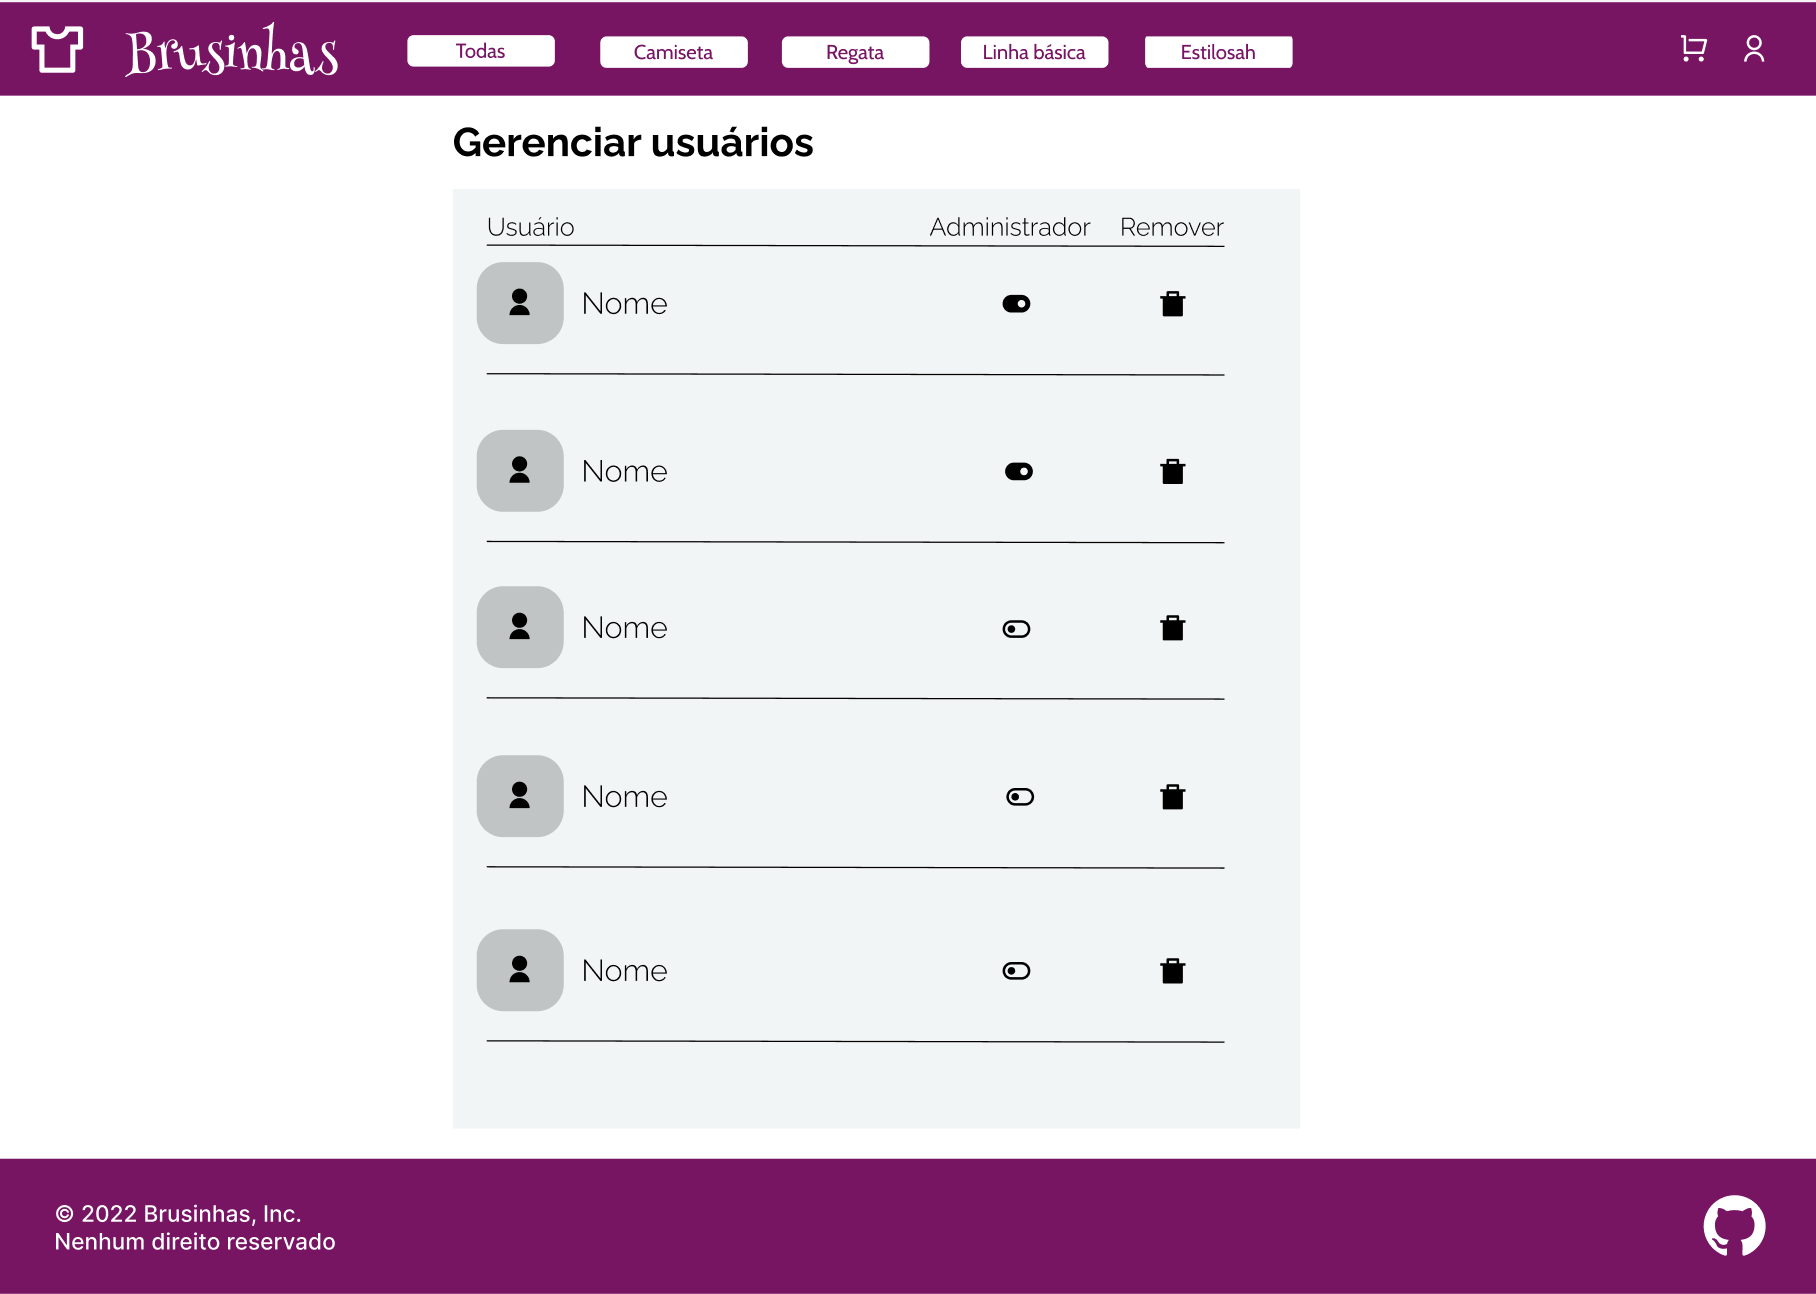 Brusinhas
Todas
Camiseta
Regata
Linha básica
Estilosah
Gerenciar usuários
Usuário Administrador Remover
Nome
Nome
Nome
Nome
Nome
© 2022 Brusinhas, Inc.
Nenhum direito reservado